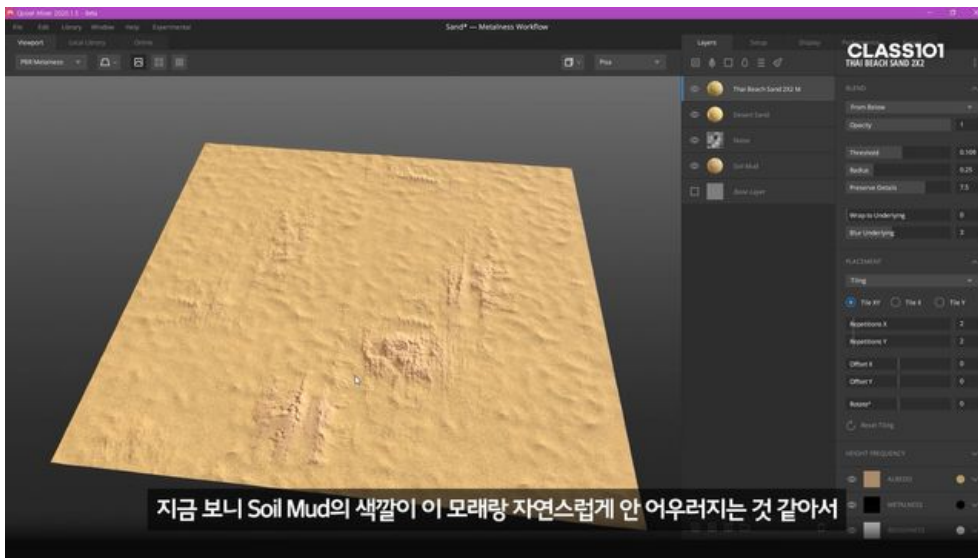 Quixel Mixer 2020.1.5 - Beta
File Edit Library Window Help Experimental
Sand* — Metalness Workflow
Viewport Local Library Online
Layers Setup Display
CLASS101
THAI BEACH SAND 2X2
PBR Metalness
Pisa
BLEND
Thai Beach Sand 2X2 M
From Below
Desert Sand
Opacity 1
Noise
Threshold 0.109
Soil Mud
Radius 0.25
Base Layer
Preserve Details 7.5
Wrap to Underlying 0
Blur Underlying 3
PLACEMENT
Tiling
Tile XY Tile X Tile Y
Repetitions X 2
Repetitions Y 2
Offset X 0
Offset Y 0
Rotate° 0
Reset Tiling
HEIGHT FREQUENCY
ALBEDO
METALNESS
ROUGHNESS
지금 보니 Soil Mud의 색깔이 이 모래랑 자연스럽게 안 어우러지는 것 같아서